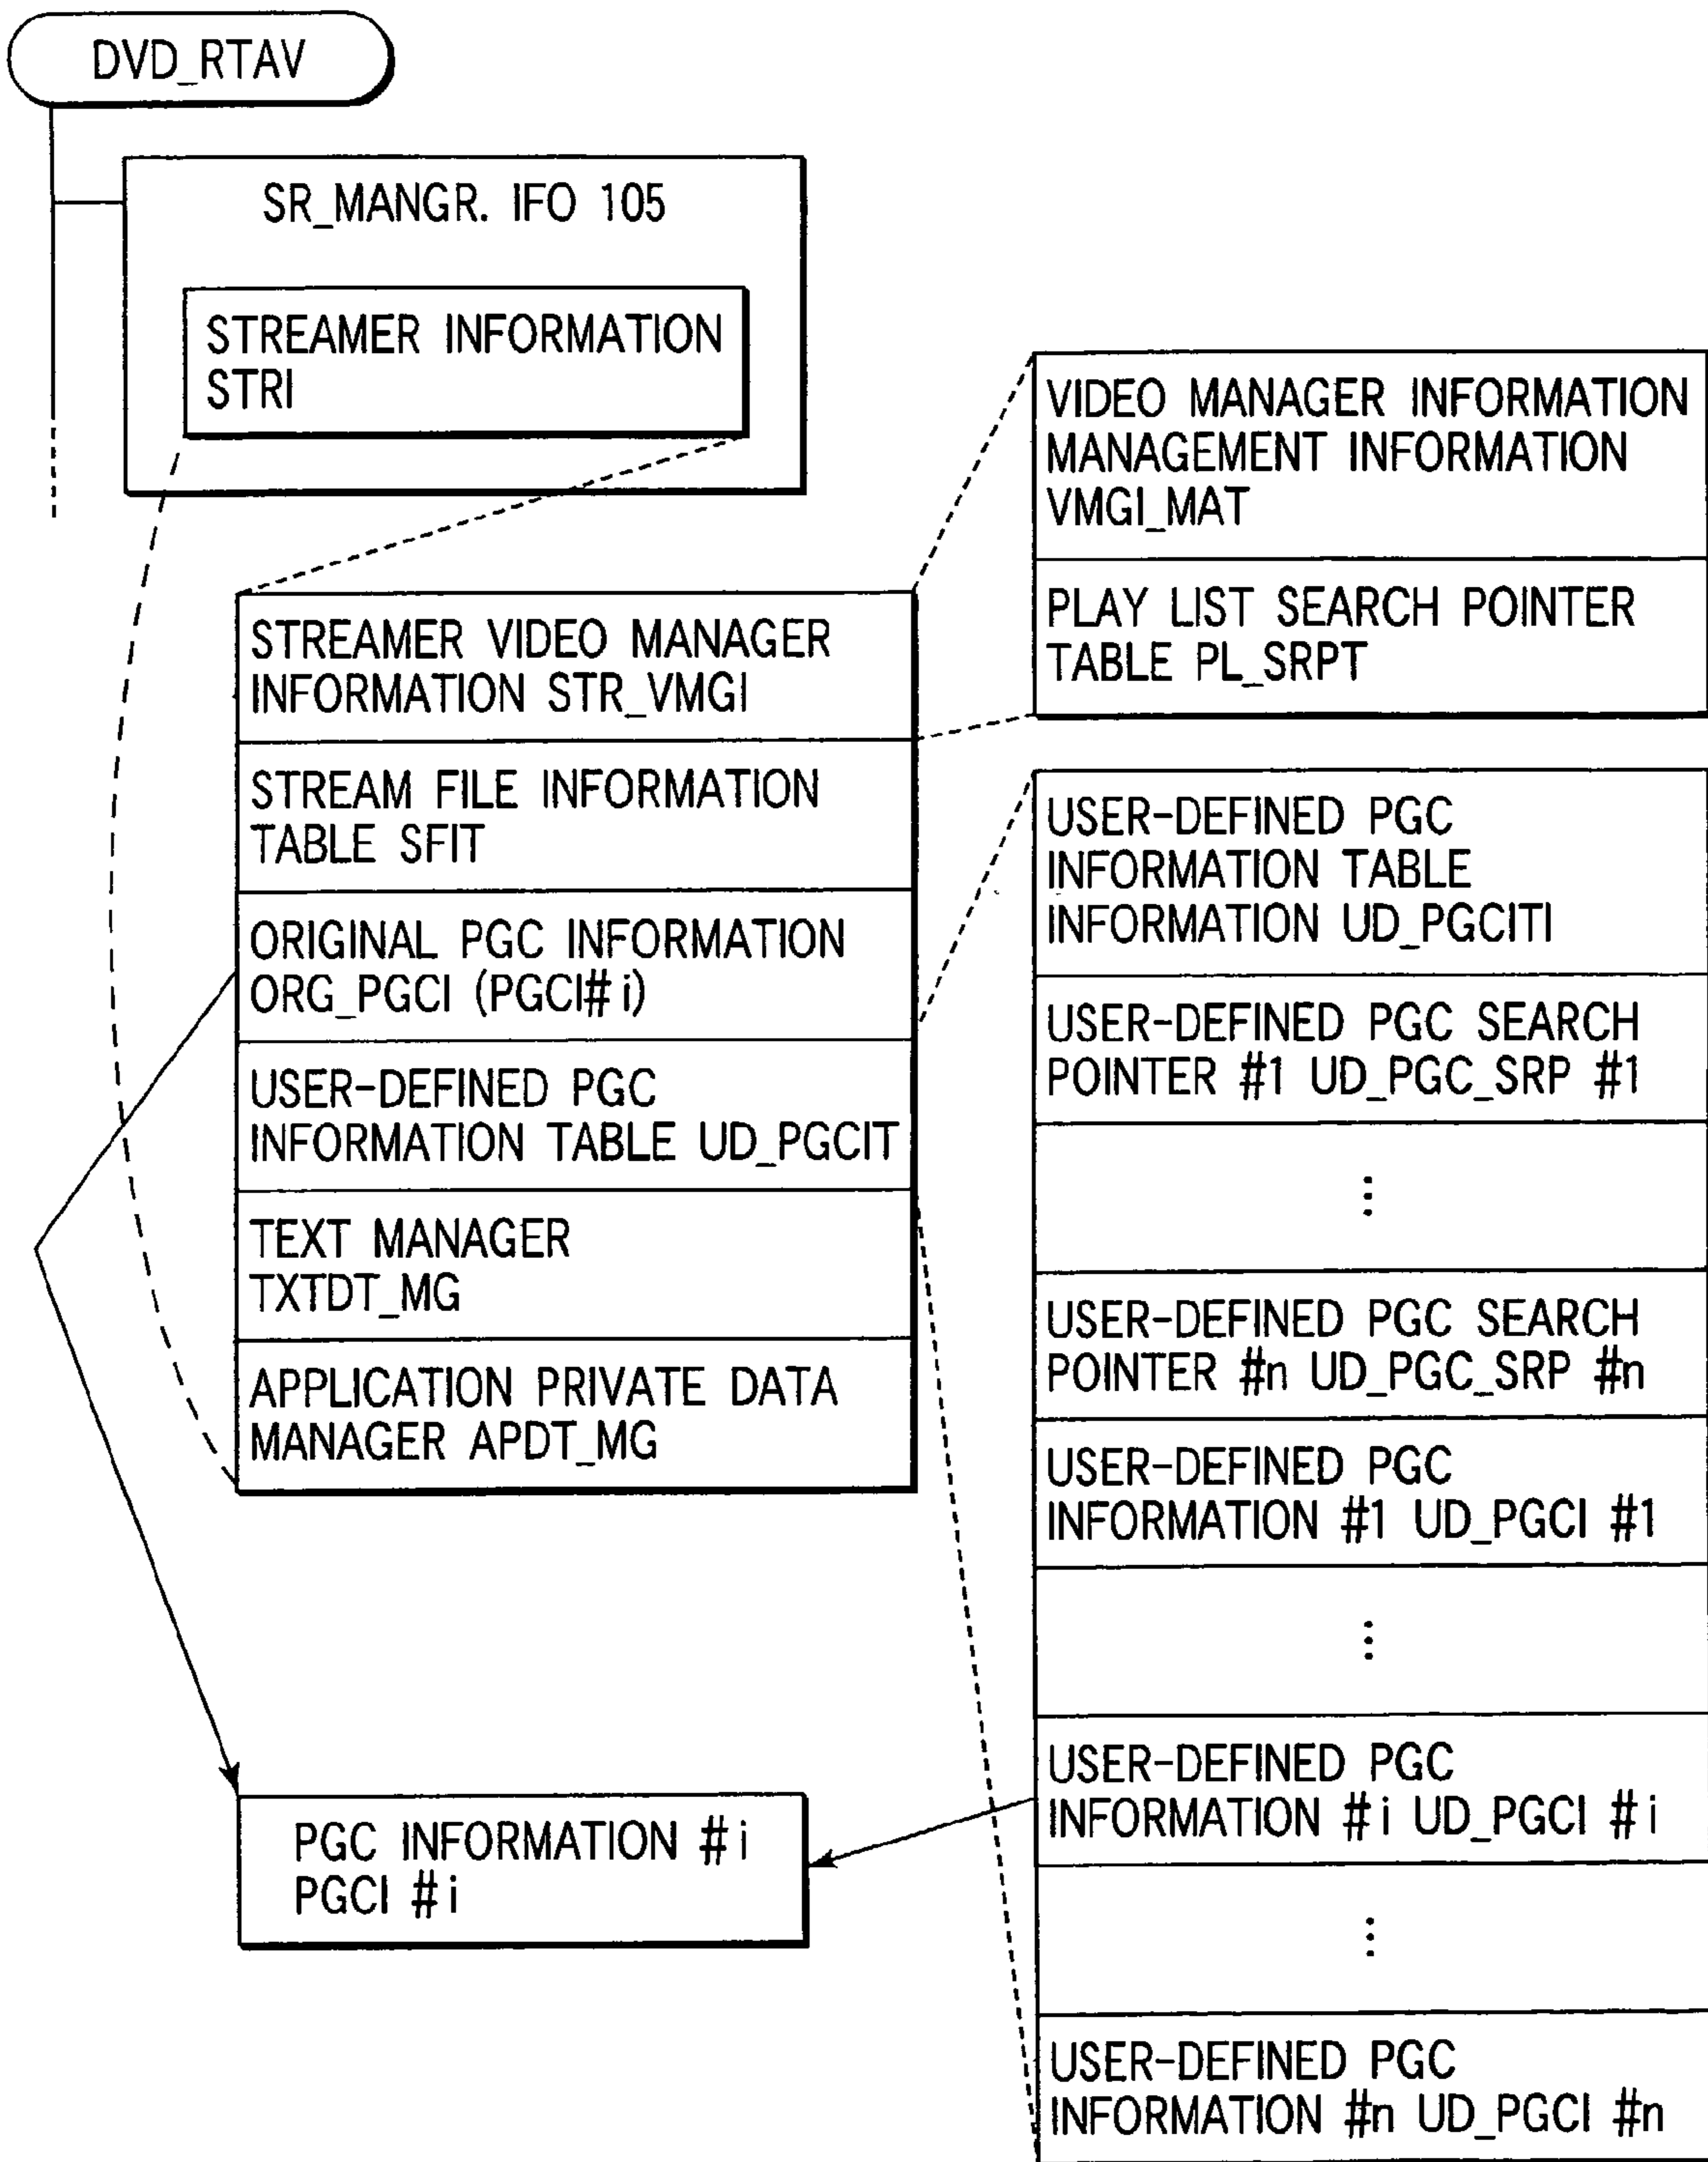 DVD_RTAV
SR_MANGR. IFO 105
STREAMER INFORMATION
STRI
STREAMER VIDEO MANAGER
INFORMATION STR_VMGI
STREAM FILE INFORMATION
TABLE SFIT
ORIGINAL PGC INFORMATION
ORG_PGCI (PGCI# i)
USER-DEFINED PGC
INFORMATION TABLE UD_PGCIT
TEXT MANAGER
TXTDT_MG
APPLICATION PRIVATE DATA
MANAGER APDT_MG
PGC INFORMATION # i
PGCI # i
VIDEO MANAGER INFORMATION
MANAGEMENT INFORMATION
VMGI_MAT
PLAY LIST SEARCH POINTER
TABLE PL_SRPT
USER-DEFINED PGC
INFORMATION TABLE
INFORMATION UD_PGCITI
USER-DEFINED PGC SEARCH
POINTER #1 UD_PGC_SRP #1
⋮
USER-DEFINED PGC SEARCH
POINTER #n UD_PGC_SRP #n
USER-DEFINED PGC
INFORMATION #1 UD_PGCI #1
⋮
USER-DEFINED PGC
INFORMATION # i UD_PGCI # i
⋮
USER-DEFINED PGC
INFORMATION #n UD_PGCI #n